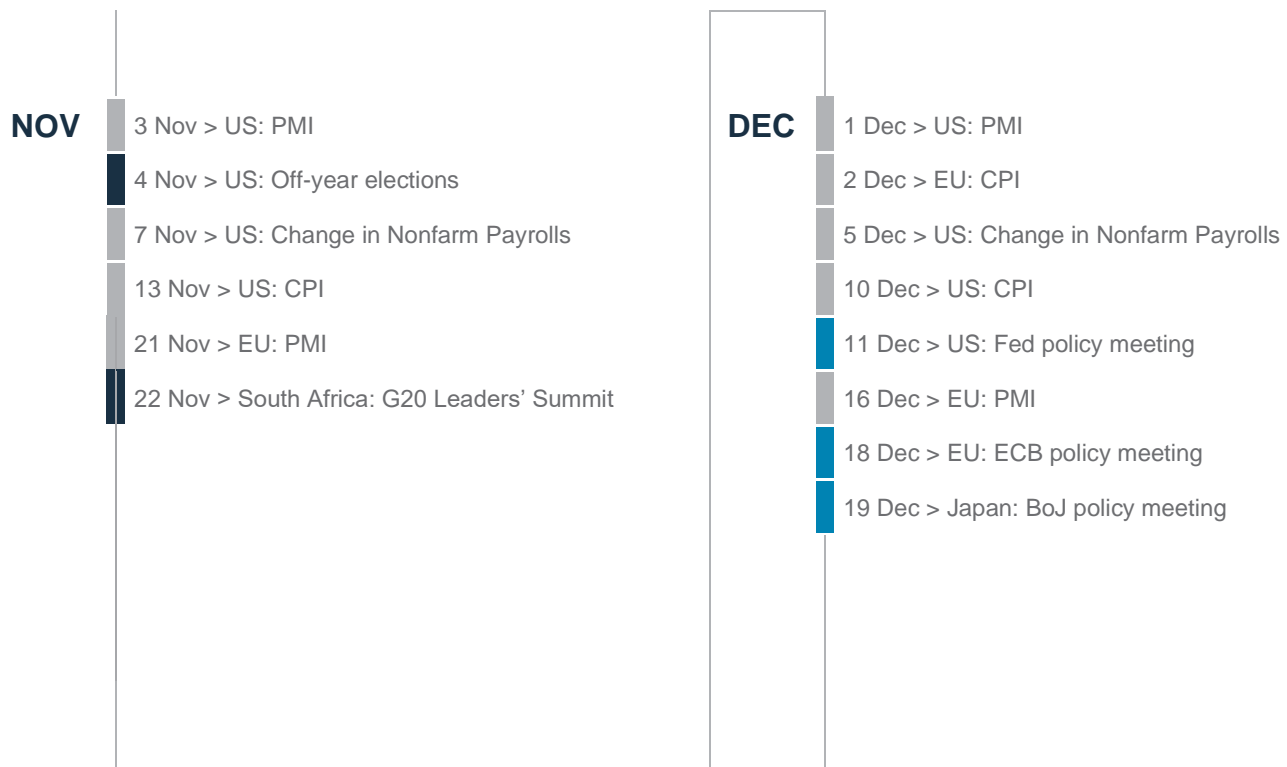 NOV
3 Nov > US: PMI
4 Nov > US: Off-year elections
7 Nov > US: Change in Nonfarm Payrolls
13 Nov > US: CPI
21 Nov > EU: PMI
22 Nov > South Africa: G20 Leaders’ Summit
DEC
1 Dec > US: PMI
2 Dec > EU: CPI
5 Dec > US: Change in Nonfarm Payrolls
10 Dec > US: CPI
11 Dec > US: Fed policy meeting
16 Dec > EU: PMI
18 Dec > EU: ECB policy meeting
19 Dec > Japan: BoJ policy meeting